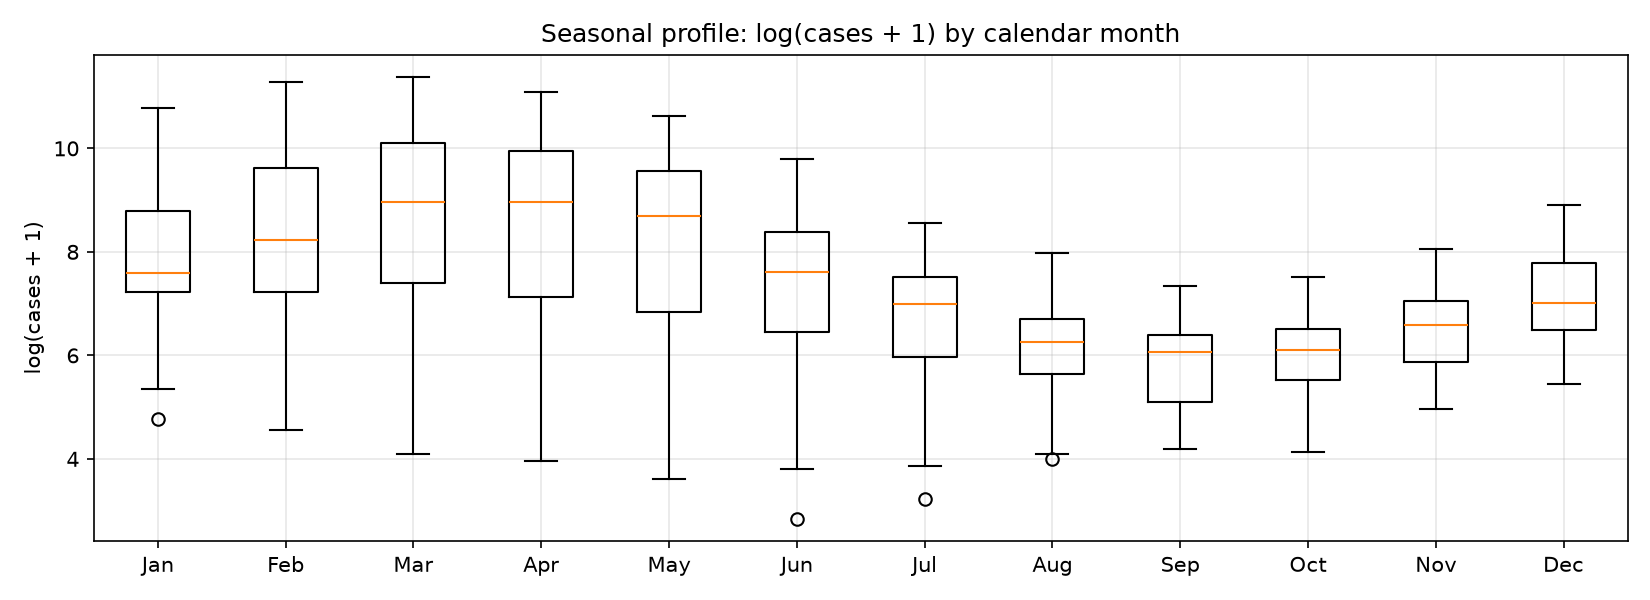 Seasonal profile: log(cases + 1) by calendar month
log(cases + 1)
10
8
6
4
Jan Feb Mar Apr May Jun Jul Aug Sep Oct Nov Dec